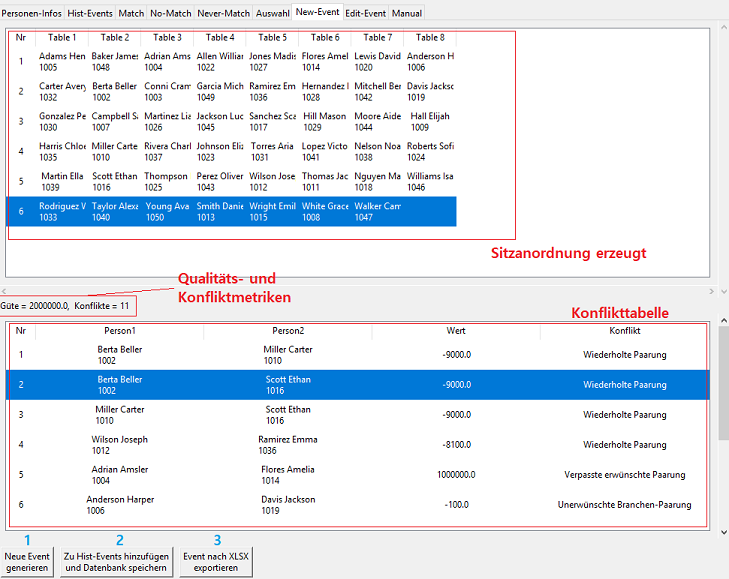 Personen-Infos Hist-Events Match No-Match Never-Match Auswahl New-Event Edit-Event Manual
Nr Table 1 Table 2 Table 3 Table 4 Table 5 Table 6 Table 7 Table 8
1 Adams Hen Baker James Adrian Ams Allen Willian Jones Madis Flores Amel Lewis David Anderson H
1005 1048 1004 1022 1027 1014 1020 1006
2 Carter Avery Berta Beller Conni Cram Garcia Mich Ramirez Em Hernandez I Mitchell Ben Davis Jackso
1032 1002 1003 1049 1036 1028 1042 1019
3 Gonzalez Pe Campbell Sa Martinez Lia Jackson Luc Sanchez Sca Hill Mason Moore Aide Hall Elijah
1030 1007 1026 1045 1017 1029 1044 1009
4 Harris Chloe Miller Carte Rivera Charl Johnson Eliz Torres Aria Lopez Victo Nelson Noa Roberts Sofi
1035 1010 1037 1023 1031 1041 1038 1024
5 Martin Ella Scott Ethan Thompson Perez Oliver Wilson Jose Thomas Jac Nguyen Ma Williams Isa
1039 1016 1025 1043 1012 1011 1018 1046
6 Rodriguez W Taylor Alexa Young Ava Smith Danie Wright Emil White Grace Walker Cam
1033 1040 1050 1013 1015 1008 1047
Sitzanordnung erzeugt
Qualitäts- und
Konfliktmetriken
Güte = 2000000.0, Konflikte = 11
Konflikttabelle
Nr Person1 Person2 Wert Konflikt
1 Berta Beller 1002 Miller Carter 1010 -9000.0 Wiederholte Paarung
2 Berta Beller 1002 Scott Ethan 1016 -9000.0 Wiederholte Paarung
3 Miller Carter 1010 Scott Ethan 1016 -9000.0 Wiederholte Paarung
4 Wilson Joseph 1012 Ramirez Emma 1036 -8100.0 Wiederholte Paarung
5 Adrian Amsler 1004 Flores Amelia 1014 1000000.0 Verpasste erwünschte Paarung
6 Anderson Harper 1006 Davis Jackson 1019 -100.0 Unerwünschte Branchen-Paarung
1 2 3
Neue Event Zu Hist-Events hinzufügen Event nach XLSX
generieren und Datenbank speichern exportieren